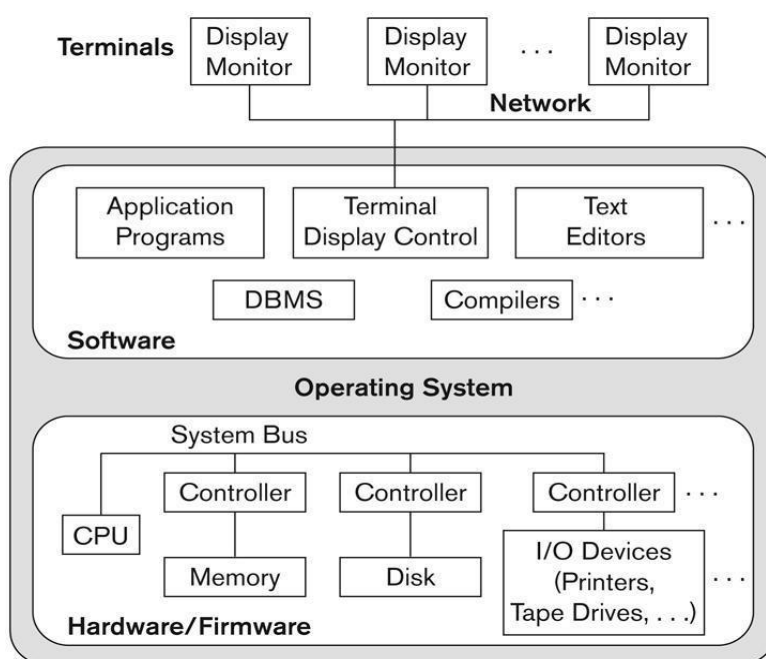 Terminals
Display
Monitor
Display
Monitor
. . .
Display
Monitor
Network
Application
Programs
Terminal
Display Control
Text
Editors
. . .
DBMS
Compilers
. . .
Software
Operating System
System Bus
Controller
Controller
Controller
. . .
CPU
Memory
Disk
I/O Devices
(Printers,
Tape Drives, . . .)
. . .
Hardware/Firmware